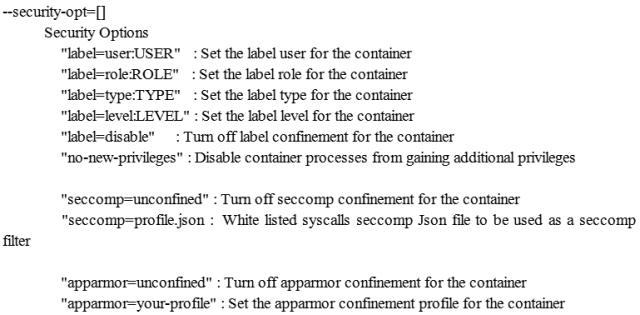 --security-opt=[]
Security Options
"label=user:USER" : Set the label user for the container
"label=role:ROLE" : Set the label role for the container
"label=type:TYPE" : Set the label type for the container
"label=level:LEVEL" : Set the label level for the container
"label=disable" : Turn off label confinement for the container
"no-new-privileges" : Disable container processes from gaining additional privileges
"seccomp=unconfined" : Turn off seccomp confinement for the container
"seccomp=profile.json : White listed syscalls seccomp Json file to be used as a seccomp
filter
"apparmor=unconfined" : Turn off apparmor confinement for the container
"apparmor=your-profile" : Set the apparmor confinement profile for the container